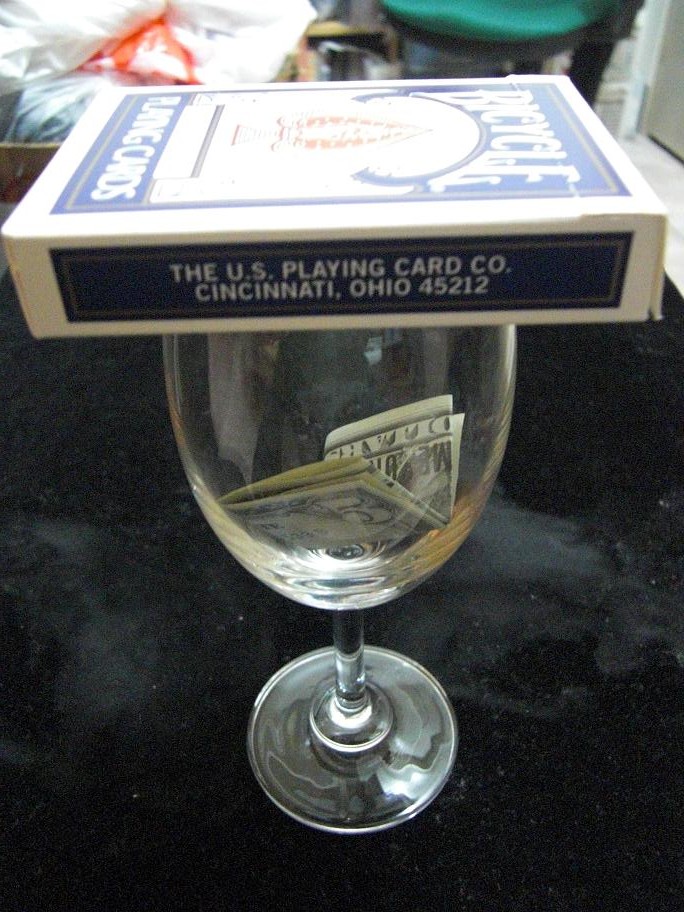 BICYCLE
PLAYING CARDS
THE U.S. PLAYING CARD CO.
CINCINNATI, OHIO 45212